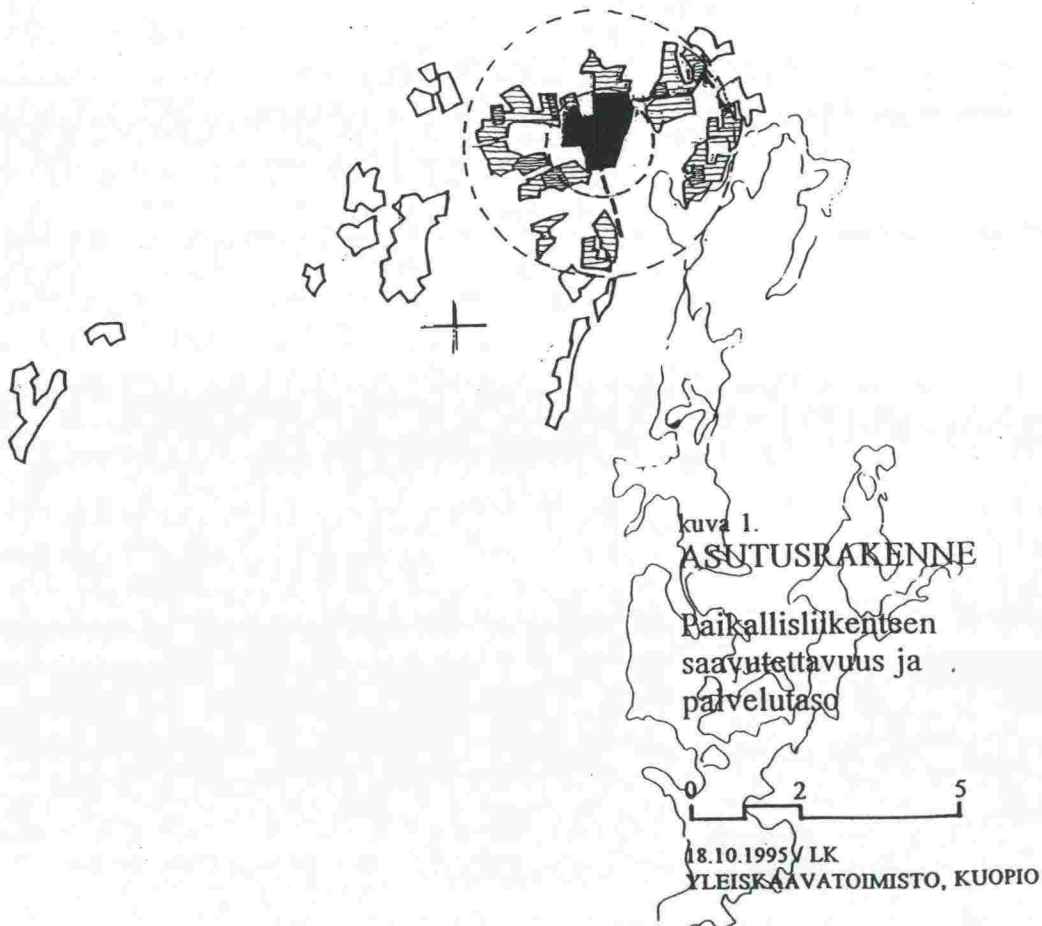 kuva 1.
ASUTUSRAKENNE
Paikallisliikenteen
saavutettavuus ja
palvelutaso
0 2 5
18.10.1995 / LK
YLEISKAAVATOIMISTO, KUOPIO